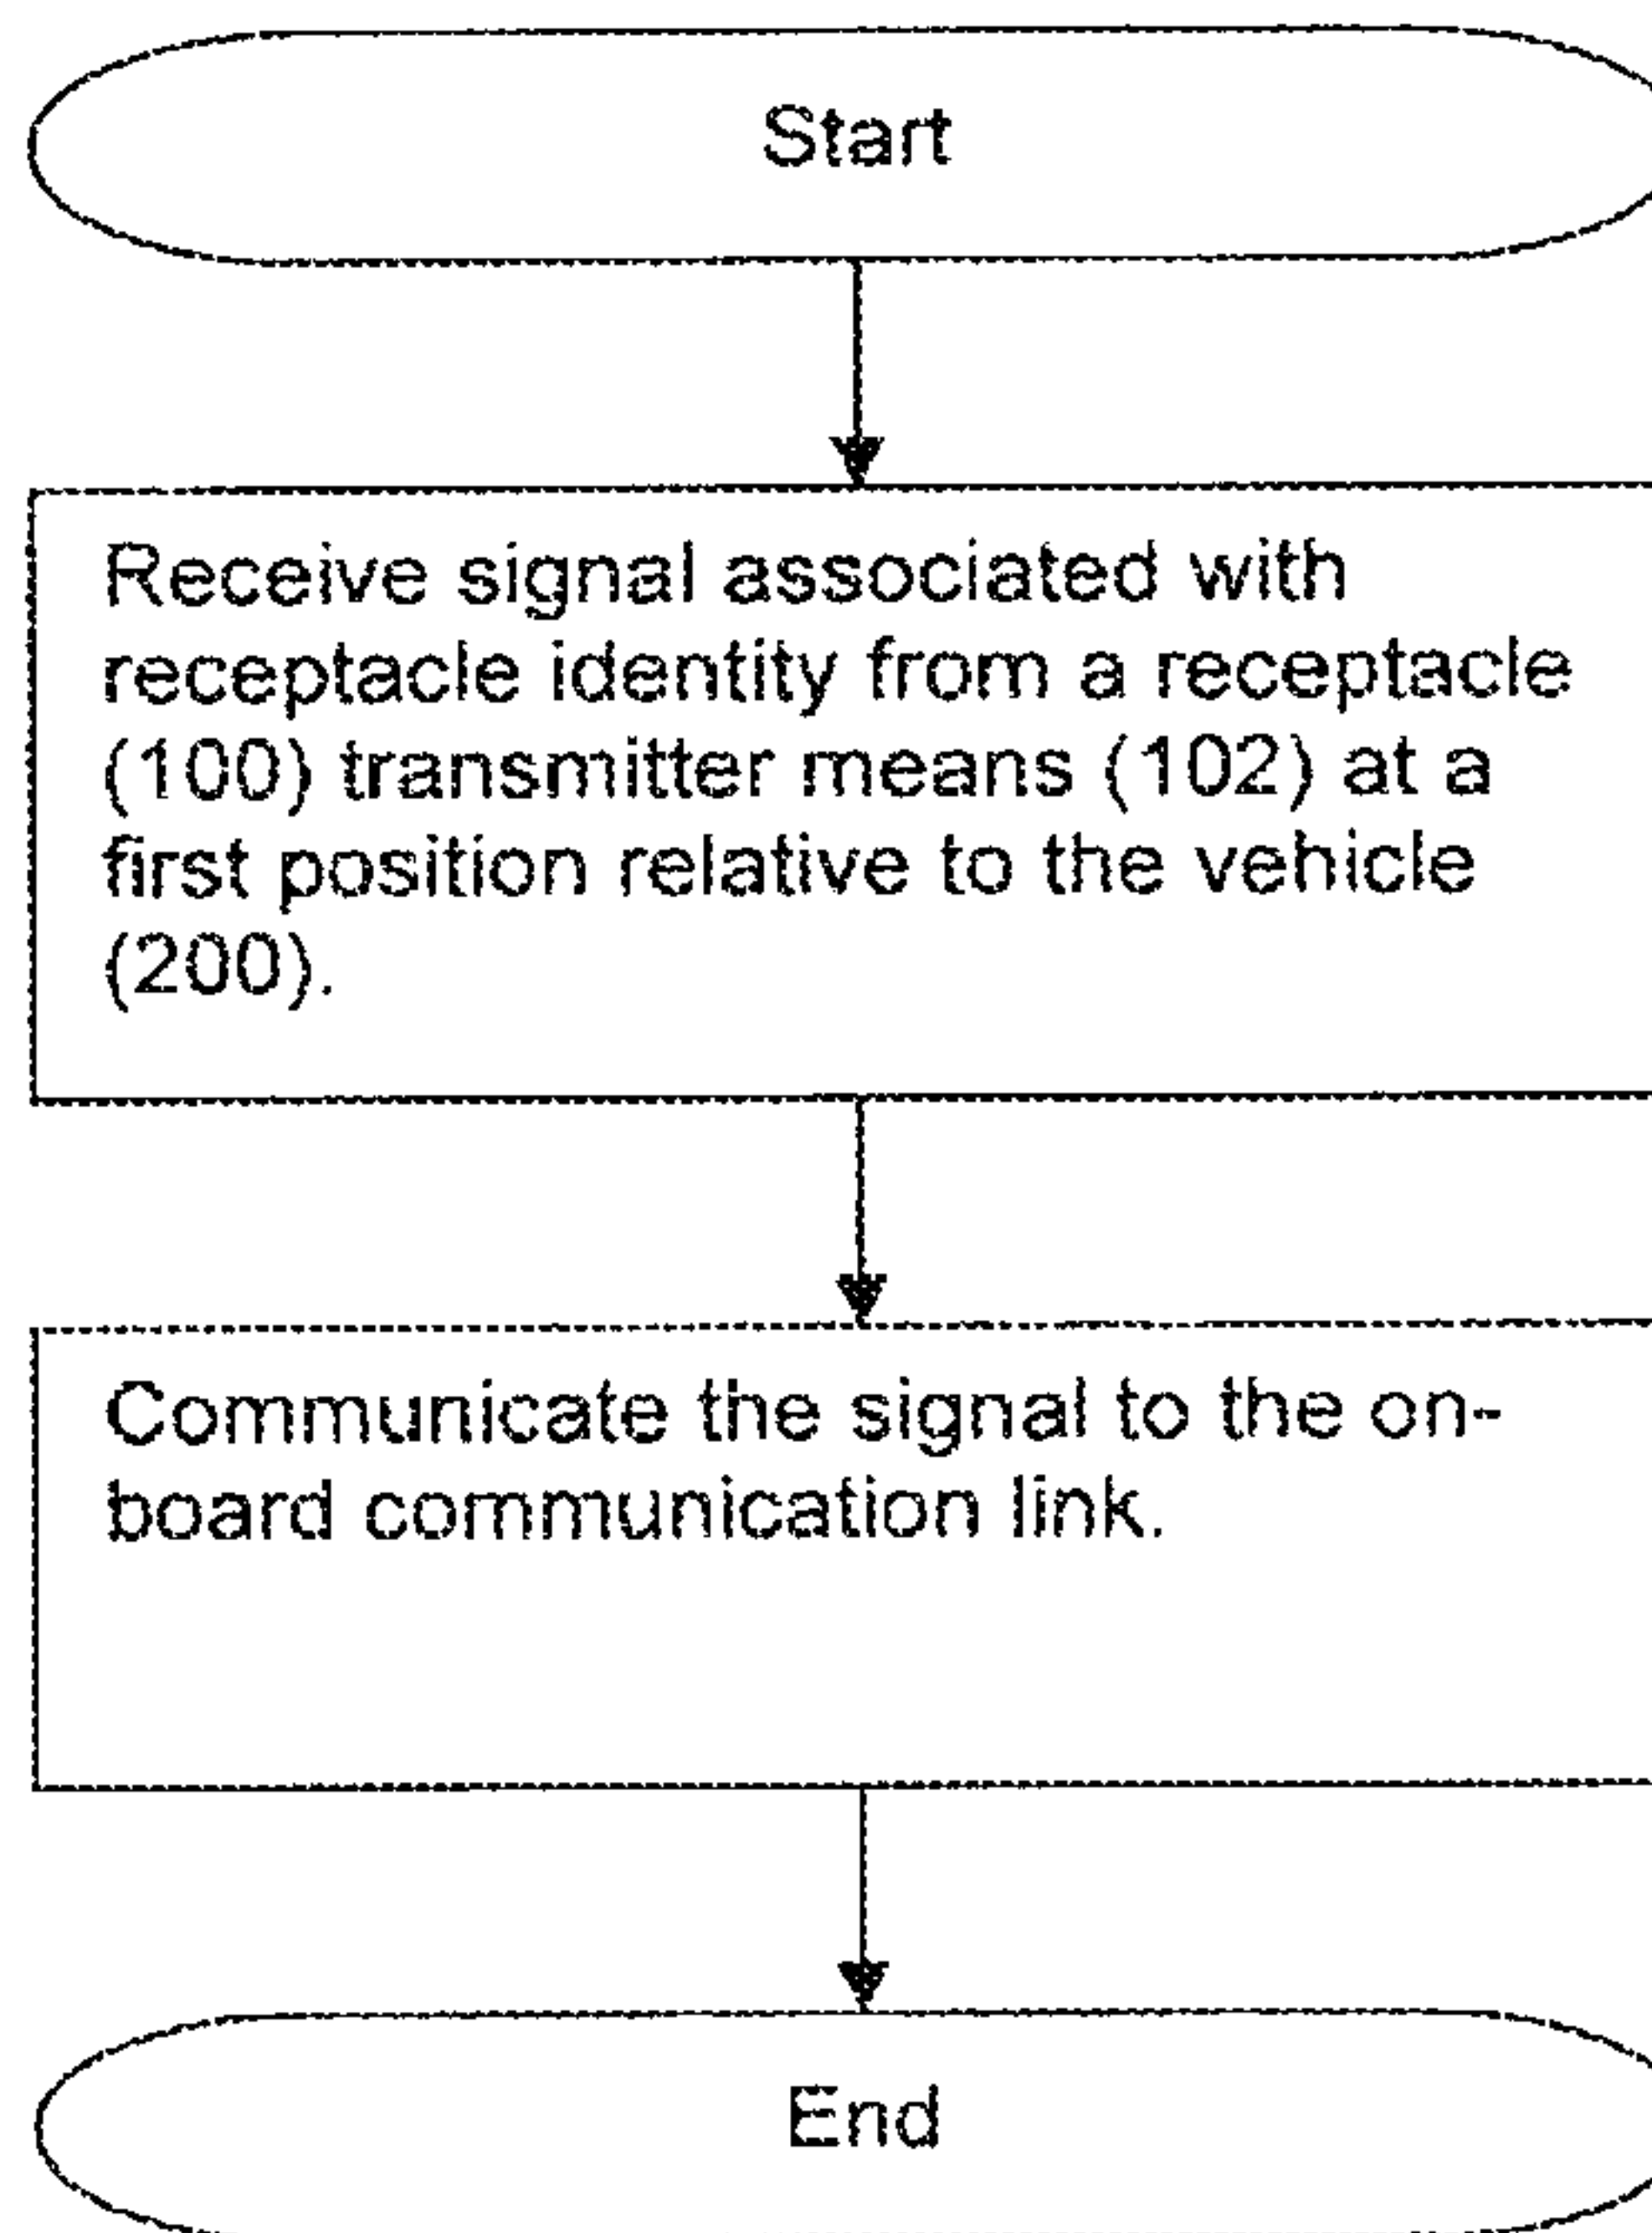 Start
Receive signal associated with
receptacle identity from a receptacle
(100) transmitter means (102) at a
first position relative to the vehicle
(200).
Communicate the signal to the on-
board communication link.
End